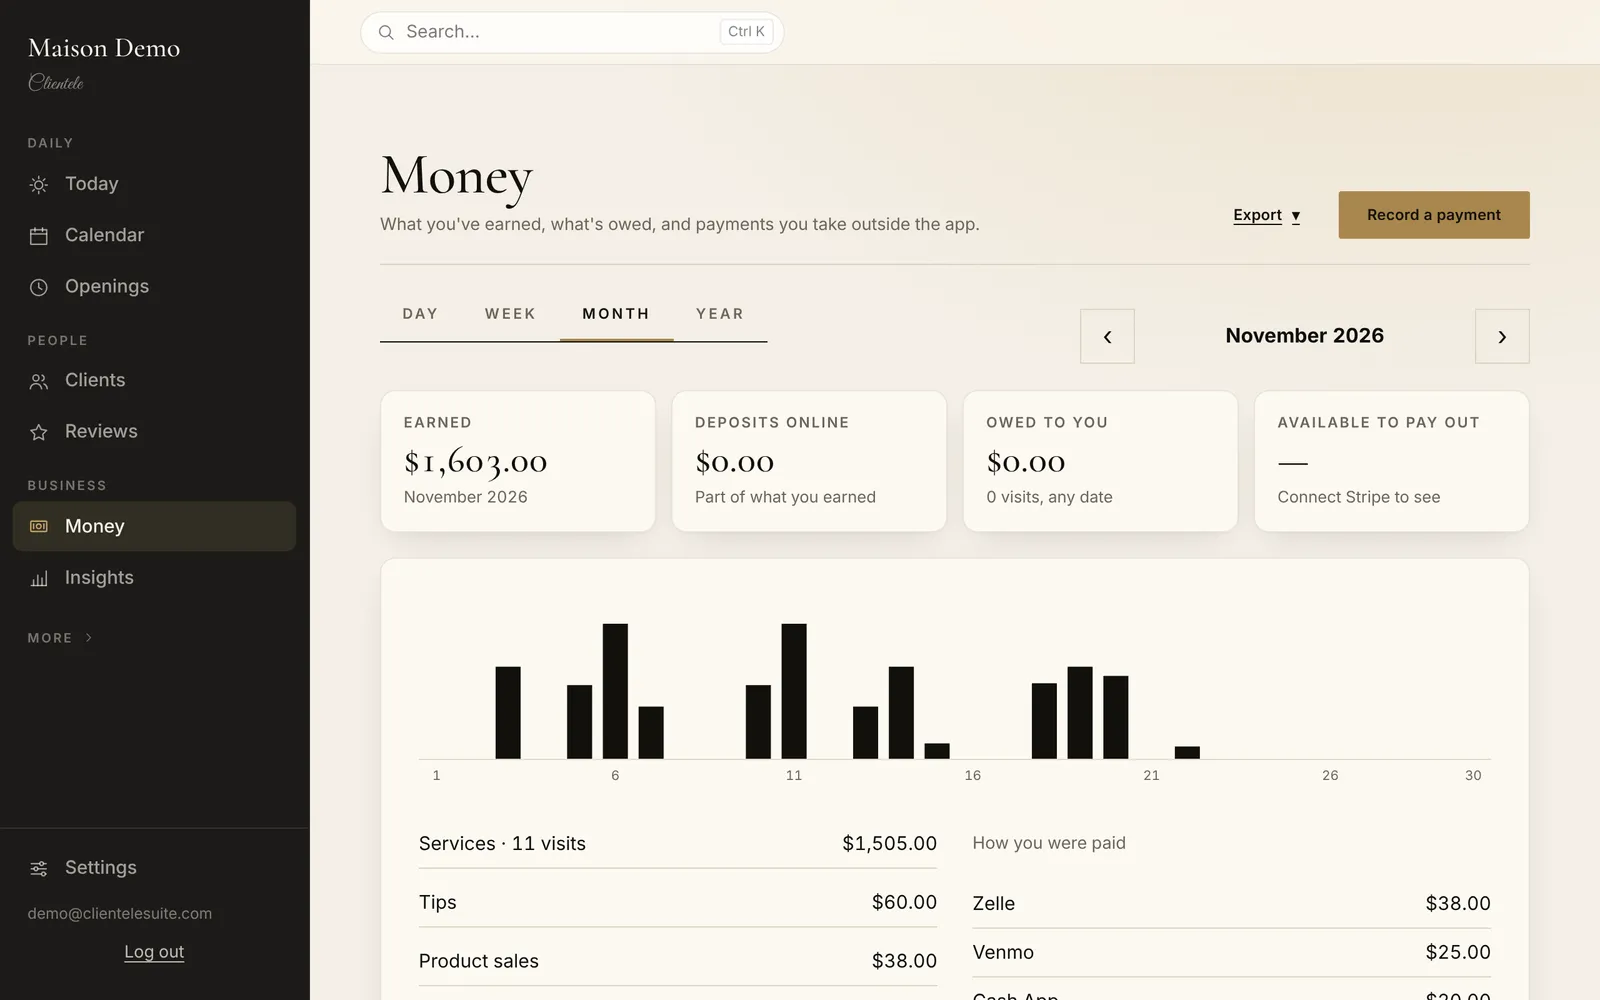 Maison Demo
Clientele
DAILY
Today
Calendar
Openings
PEOPLE
Clients
Reviews
BUSINESS
Money
Insights
MORE
Settings
demo@clientelesuite.com
Log out
Search...
Ctrl K
Money
What you've earned, what's owed, and payments you take outside the app.
Export ▼
Record a payment
DAY WEEK MONTH YEAR
‹ November 2026 ›
EARNED
$1,603.00
November 2026
DEPOSITS ONLINE
$0.00
Part of what you earned
OWED TO YOU
$0.00
0 visits, any date
AVAILABLE TO PAY OUT
—
Connect Stripe to see
1 6 11 16 21 26 30
Services · 11 visits $1,505.00
Tips $60.00
Product sales $38.00
How you were paid
Zelle $38.00
Venmo $25.00
Cash App $20.00